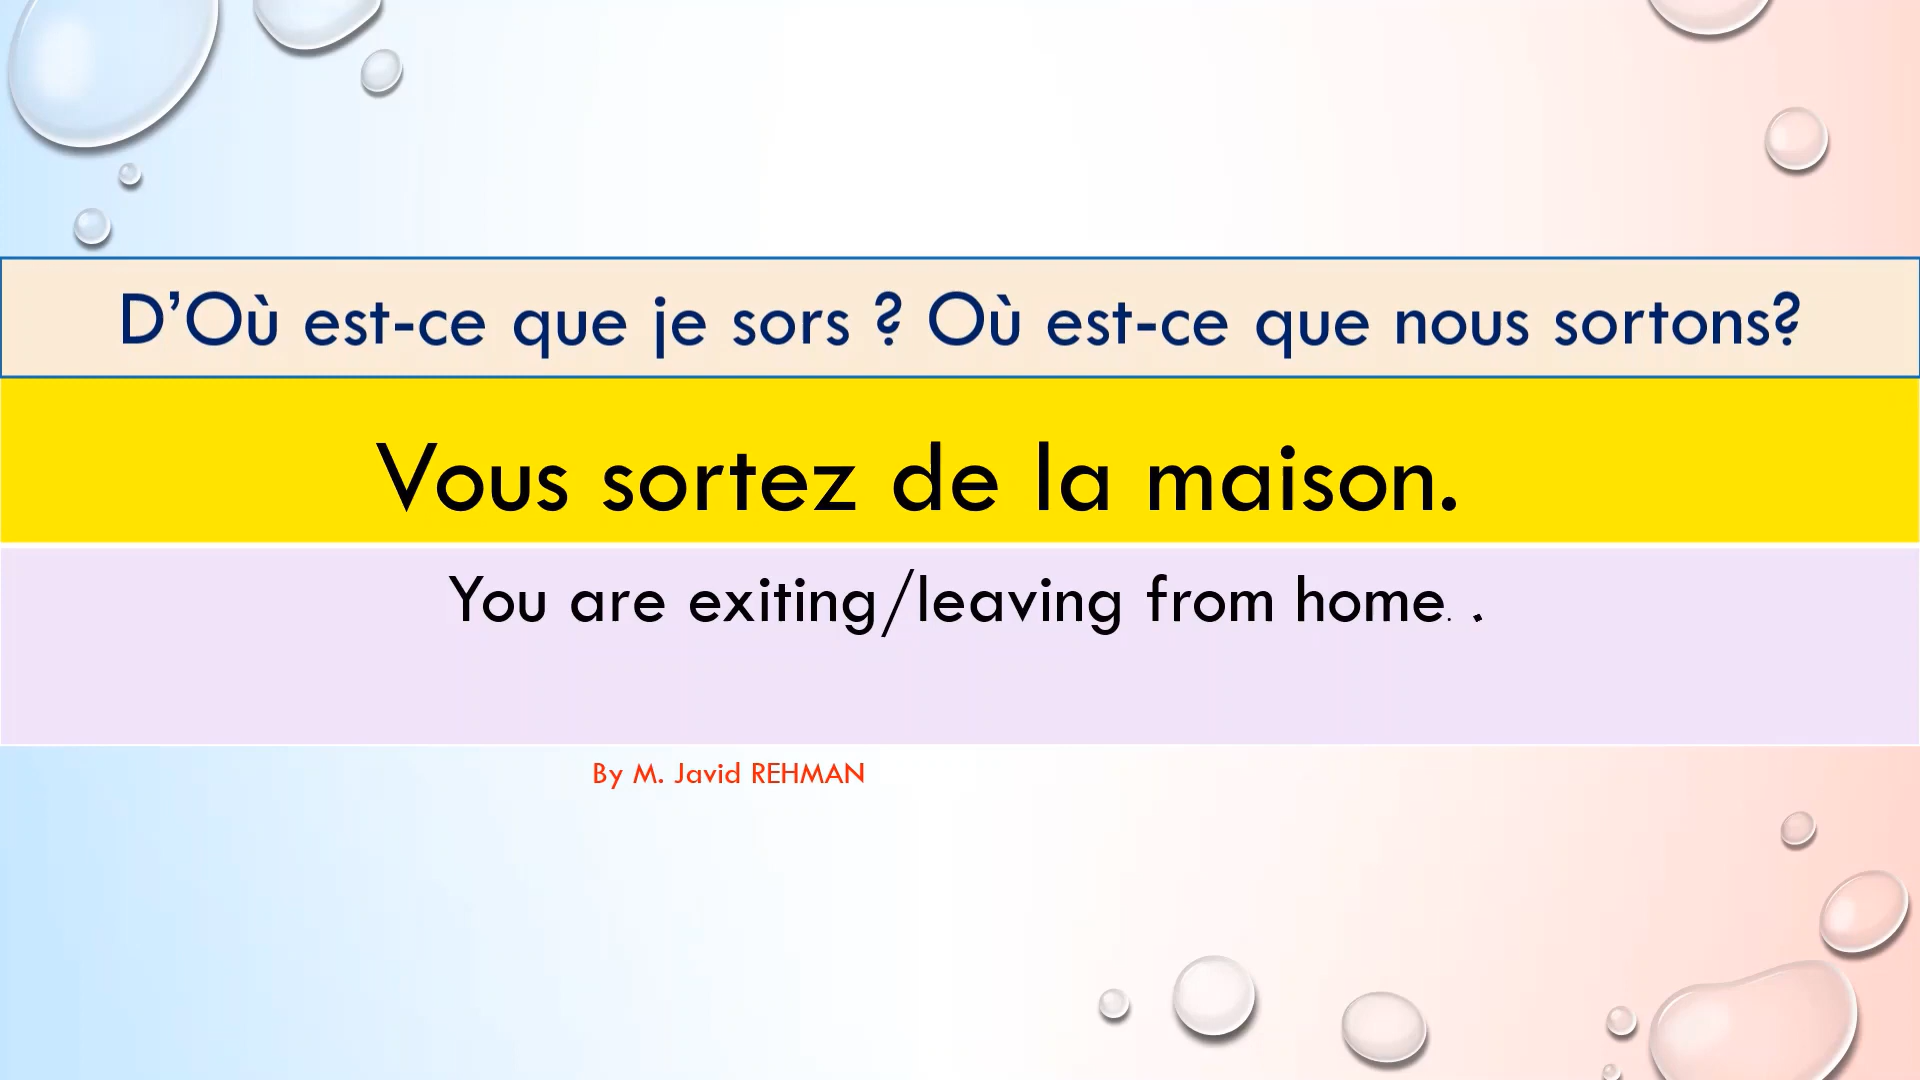 D’Où est-ce que je sors ? Où est-ce que nous sortons?
Vous sortez de la maison.
You are exiting/leaving from home. .
By M. Javid REHMAN